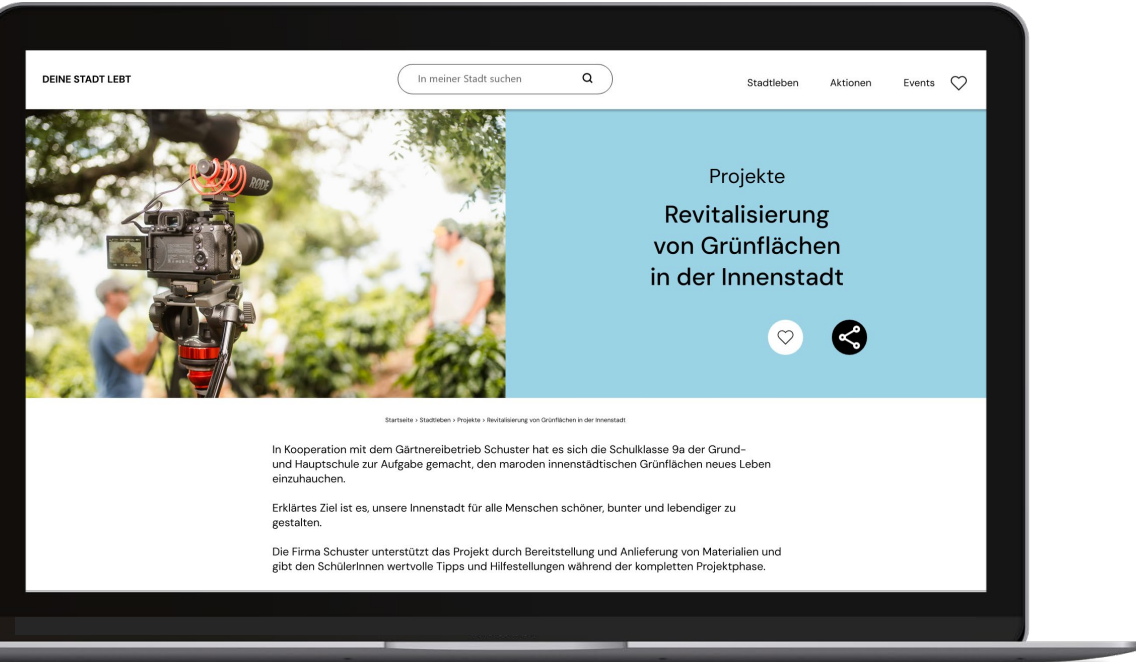 DEINE STADT LEBT
In meiner Stadt suchen
Stadtleben Aktionen Events
RØDE
Projekte
Revitalisierung
von Grünflächen
in der Innenstadt
Startseite > Stadtleben > Projekte > Revitalisierung von Grünflächen in der Innenstadt
In Kooperation mit dem Gärtnereibetrieb Schuster hat es sich die Schulklasse 9a der Grund-
und Hauptschule zur Aufgabe gemacht, den maroden innenstädtischen Grünflächen neues Leben
einzuhauchen.
Erklärtes Ziel ist es, unsere Innenstadt für alle Menschen schöner, bunter und lebendiger zu
gestalten.
Die Firma Schuster unterstützt das Projekt durch Bereitstellung und Anlieferung von Materialien und
gibt den SchülerInnen wertvolle Tipps und Hilfestellungen während der kompletten Projektphase.